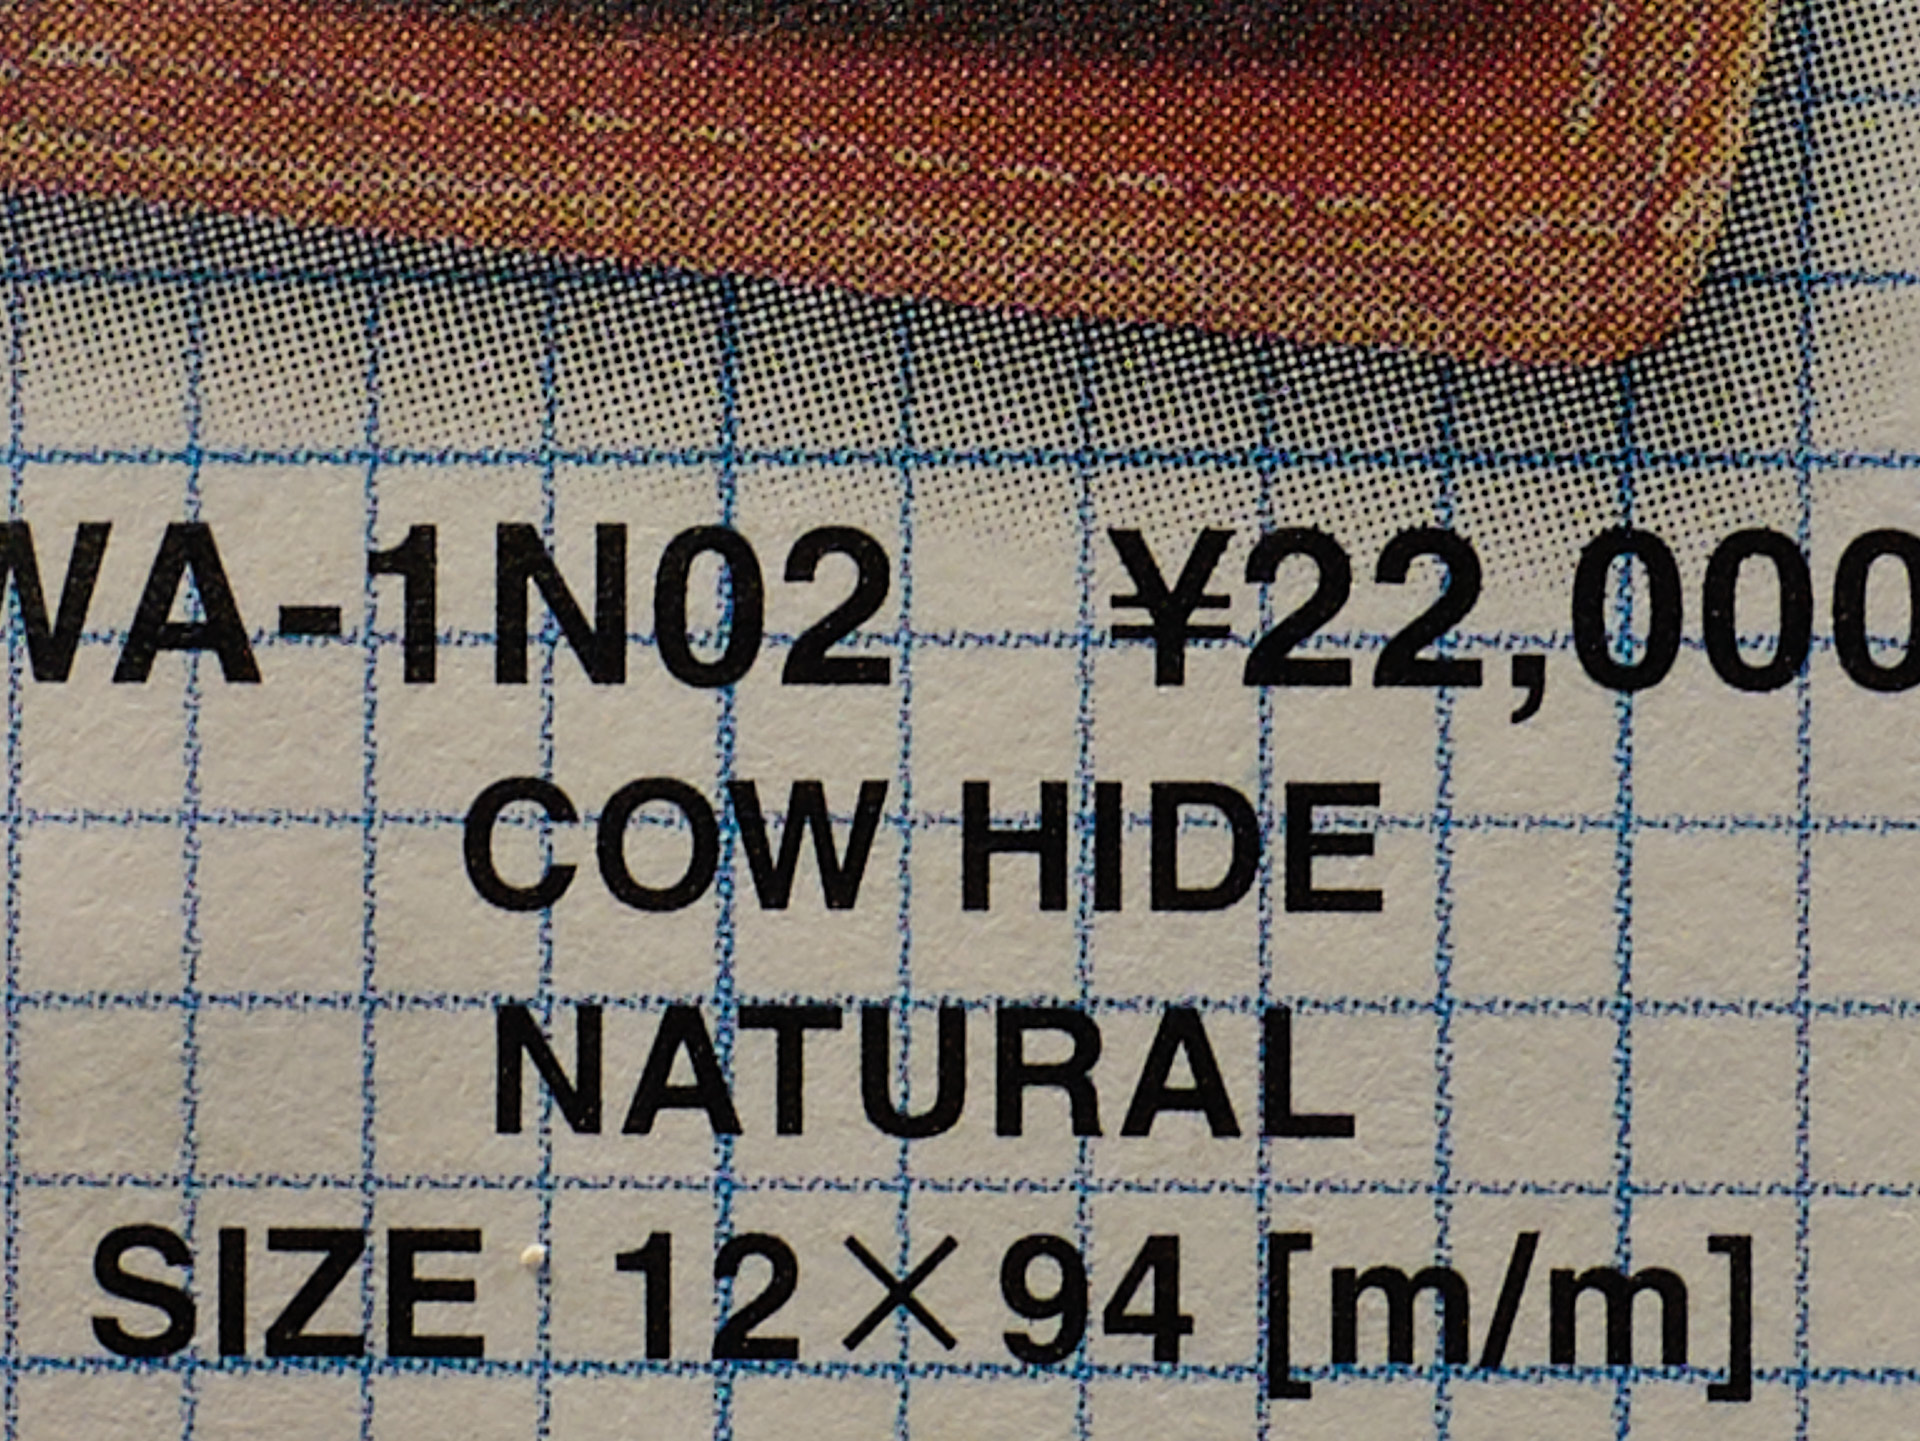 WA-1N02 ¥22,000
COW HIDE
NATURAL
SIZE 12×94 [m/m]